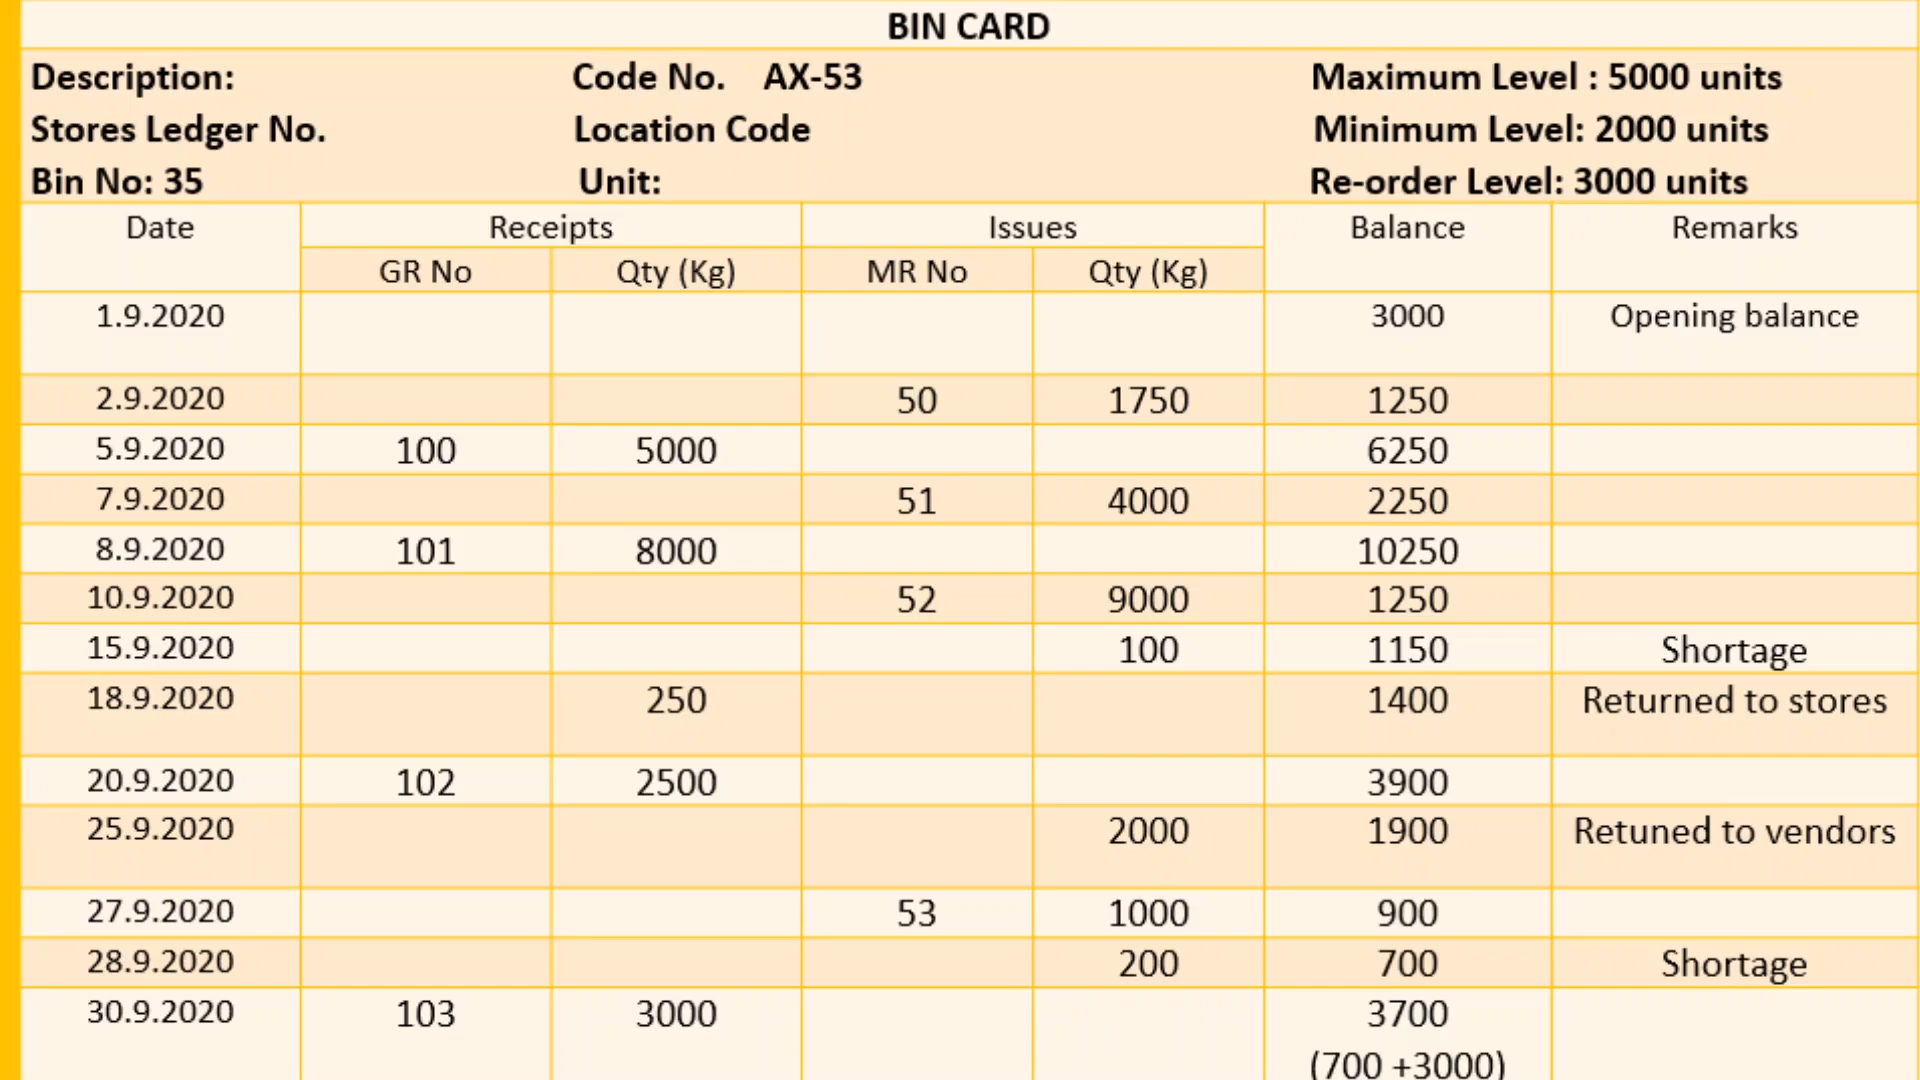 BIN CARD
Description: Code No. AX-53 Maximum Level : 5000 units
Stores Ledger No. Location Code Minimum Level: 2000 units
Bin No: 35 Unit: Re-order Level: 3000 units
Date Receipts Issues Balance Remarks
GR No Qty (Kg) MR No Qty (Kg)
1.9.2020 3000 Opening balance
2.9.2020 50 1750 1250
5.9.2020 100 5000 6250
7.9.2020 51 4000 2250
8.9.2020 101 8000 10250
10.9.2020 52 9000 1250
15.9.2020 100 1150 Shortage
18.9.2020 250 1400 Returned to stores
20.9.2020 102 2500 3900
25.9.2020 2000 1900 Retuned to vendors
27.9.2020 53 1000 900
28.9.2020 200 700 Shortage
30.9.2020 103 3000 3700
(700 +3000)